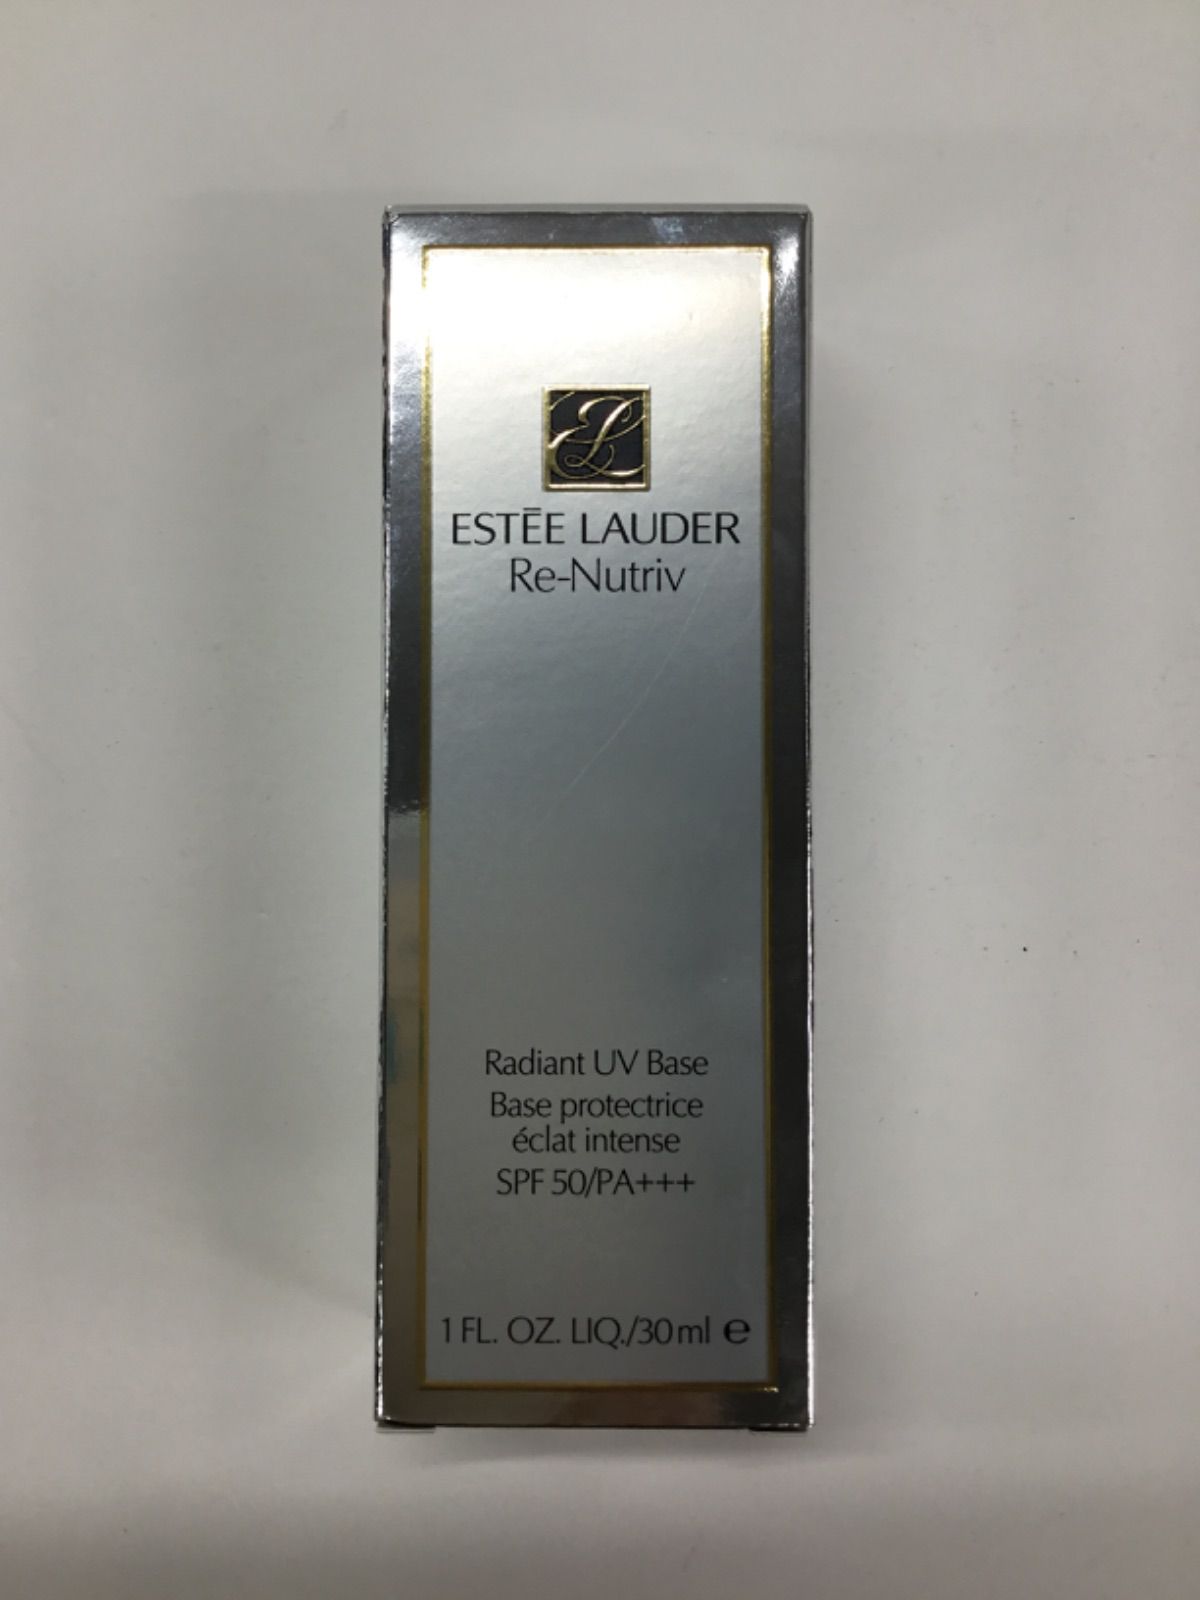 EL
ESTĒE LAUDER
Re-Nutriv
Radiant UV Base
Base protectrice
éclat intense
SPF 50/PA+++
1 FL. OZ. LIQ./30 ml ℮